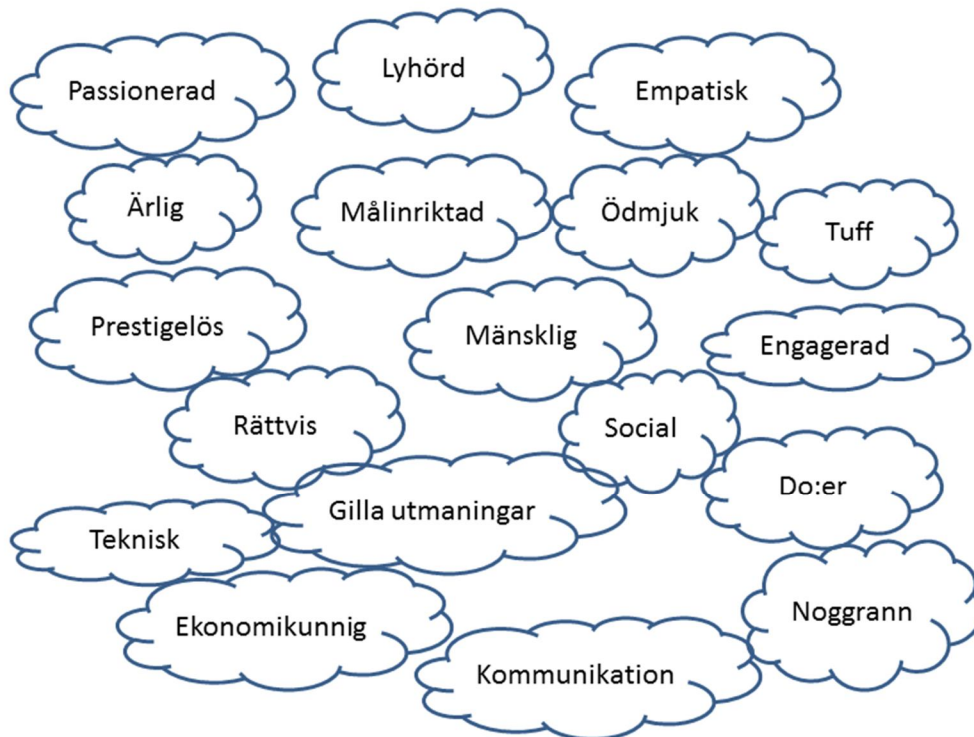 Passionerad
Lyhörd
Empatisk
Ärlig
Målinriktad
Ödmjuk
Tuff
Prestigelös
Mänsklig
Engagerad
Rättvis
Social
Do:er
Gilla utmaningar
Teknisk
Noggrann
Ekonomikunnig
Kommunikation